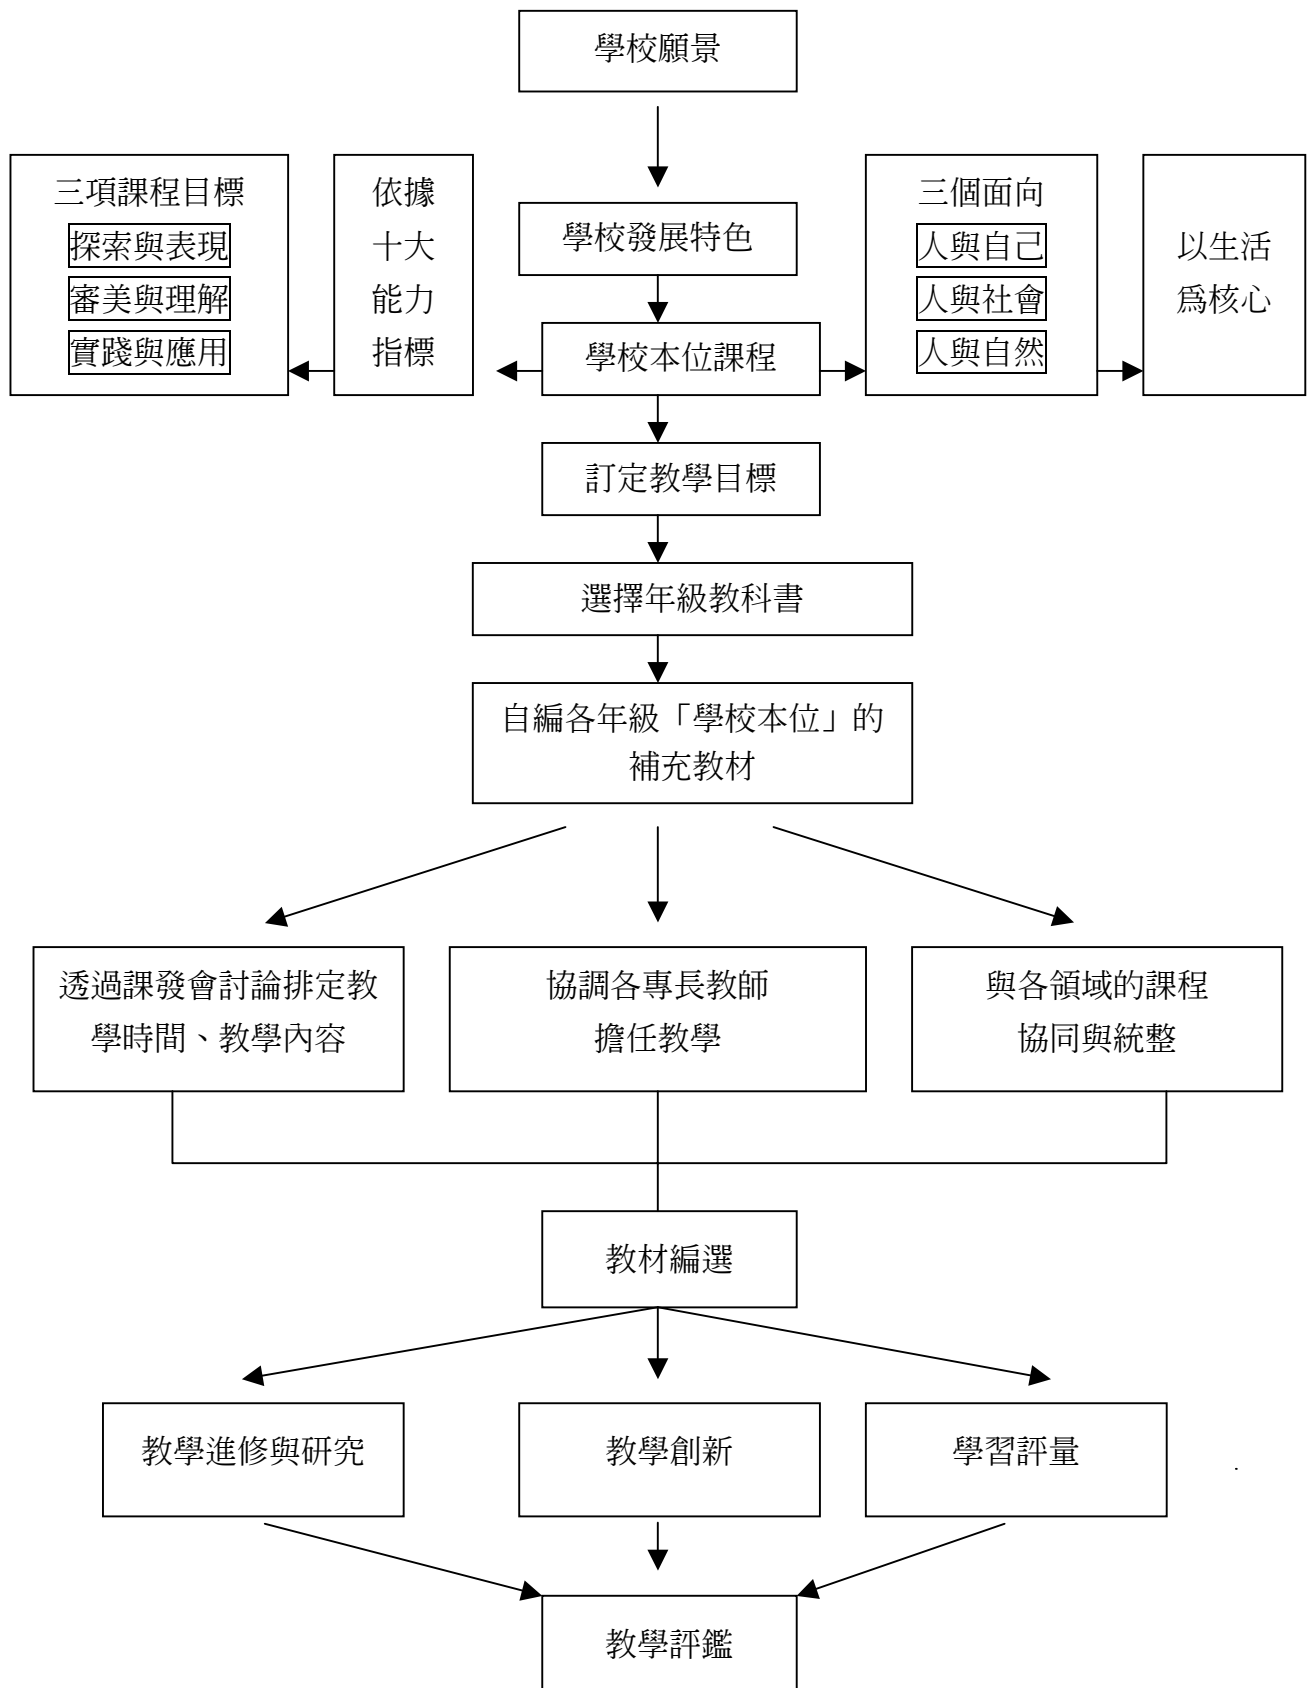 學校願景
三項課程目標
探索與表現
審美與理解
實踐與應用
依據
十大
能力
指標
學校發展特色
學校本位課程
三個面向
人與自己
人與社會
人與自然
以生活
為核心
訂定教學目標
選擇年級教科書
自編各年級「學校本位」的
補充教材
透過課發會討論排定教
學時間、教學內容
協調各專長教師
擔任教學
與各領域的課程
協同與統整
教材編選
教學進修與研究
教學創新
學習評量
教學評鑑